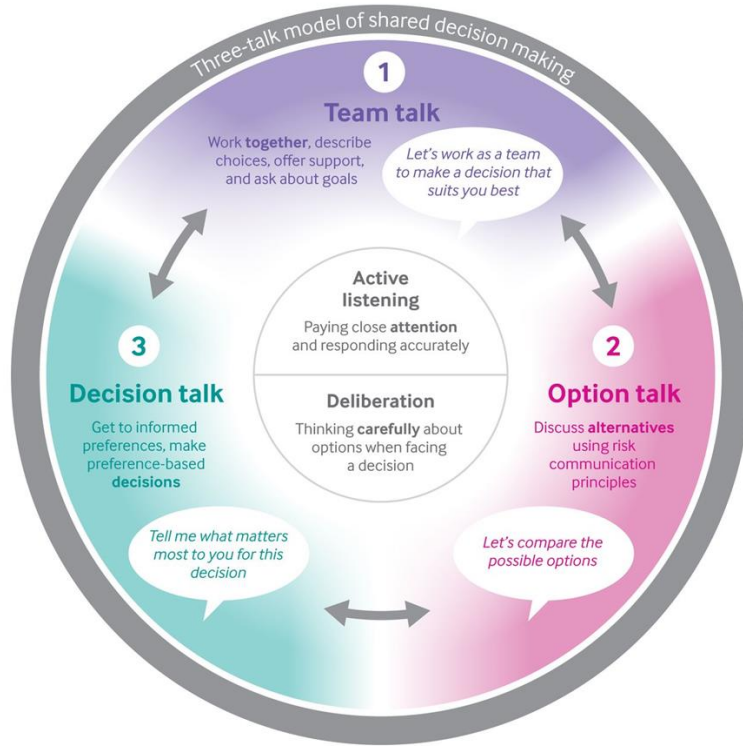 Three-talk model of shared decision making
1
Team talk
Work together, describe
choices, offer support,
and ask about goals
Let's work as a team
to make a decision that
suits you best
Active
listening
Paying close attention
and responding accurately
Deliberation
Thinking carefully about
options when facing
a decision
3
Decision talk
Get to informed
preferences, make
preference-based
decisions
Tell me what matters
most to you for this
decision
2
Option talk
Discuss alternatives
using risk
communication
principles
Let's compare the
possible options